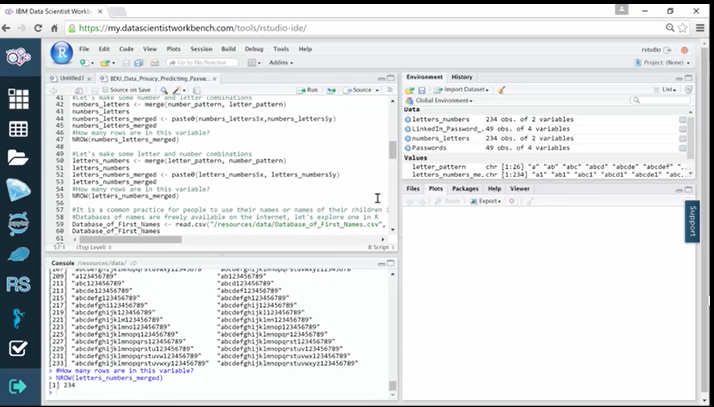 IBM Data Scientist Workbench
https://my.datascientistworkbench.com/tools/rstudio-ide/
File Edit Code View Plots Session Build Debug Tools Help
rstudio
Go to file/function
Addins
Project: (None)
Untitled1
BDU_Data_Privacy_Predicting_Passw...
Source on Save
Run
Source
41 #Let's make some number and letter combinations
42 numbers_letters <- merge(number_pattern, letter_pattern)
43 numbers_letters
44 numbers_letters_merged <- paste0(numbers_letters$x,numbers_letters$y)
45 numbers_letters_merged
46 #How many rows are in this variable?
47 NROW(numbers_letters_merged)
48
49 #Let's make some letter and number combinations
50 letters_numbers <- merge(letter_pattern, number_pattern)
51 letters_numbers
52 letters_numbers_merged <- paste0(letters_numbers$x, letters_numbers$y)
53 letters_numbers_merged
54 #How many rows are in this variable?
55 NROW(letters_numbers_merged)
56
57 #It is a common practice for people to use their names or names of their children i
58 #Databases of names are freely available on the internet, let's explore one in R
59 Database_of_First_Names <- read.csv("/resources/data/Database_of_First_Names.csv",
60 Database_of_First_Names
61
57:1 (Top Level)
R Script
Console /resources/data/
[209] "a123456789" "ab123456789"
[211] "abc123456789" "abcd123456789"
[213] "abcde123456789" "abcdef123456789"
[215] "abcdefg123456789" "abcdefgh123456789"
[217] "abcdefghi123456789" "abcdefghij123456789"
[219] "abcdefghijk123456789" "abcdefghijkl123456789"
[221] "abcdefghijklm123456789" "abcdefghijklmn123456789"
[223] "abcdefghijklmno123456789" "abcdefghijklmnop123456789"
[225] "abcdefghijklmnopq123456789" "abcdefghijklmnopqr123456789"
[227] "abcdefghijklmnopqrs123456789" "abcdefghijklmnopqrst123456789"
[229] "abcdefghijklmnopqrstu123456789" "abcdefghijklmnopqrstuv123456789"
[231] "abcdefghijklmnopqrstuvw123456789" "abcdefghijklmnopqrstuvwx123456789"
[233] "abcdefghijklmnopqrstuvwxy123456789" "abcdefghijklmnopqrstuvwxyz123456789"
> #How many rows are in this variable?
> NROW(letters_numbers_merged)
[1] 234
>
Environment History
Import Dataset
List
Global Environment
Data
letters_numbers 234 obs. of 2 variables
LinkedIn_Password_ 49 obs. of 4 variables
numbers_letters 234 obs. of 2 variables
Passwords 49 obs. of 4 variables
Values
letter_pattern chr [1:26] "a" "ab" "abc" "abcd" "abcde" "abcdef" ...
letters_numbers_me... chr [1:234] "a1" "ab1" "abc1" "abcd1" "abcde1" "abc...
Files Plots Packages Help Viewer
Zoom
Export
Support
RS